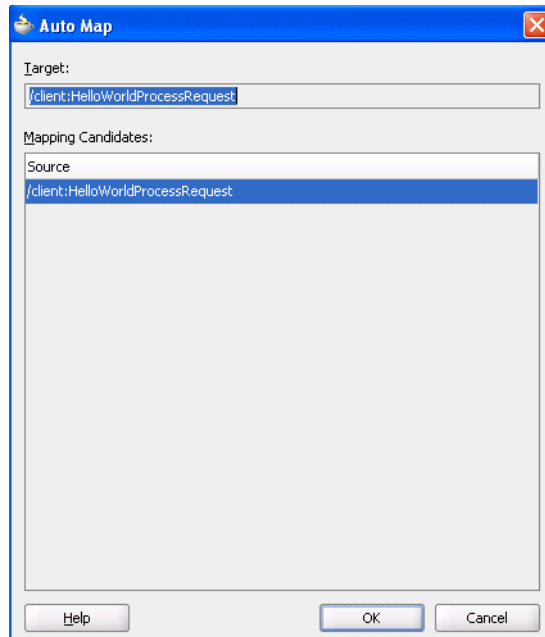 Auto Map
Target:
/client:HelloWorldProcessRequest
Mapping Candidates:
Source
/client:HelloWorldProcessRequest
Help OK Cancel